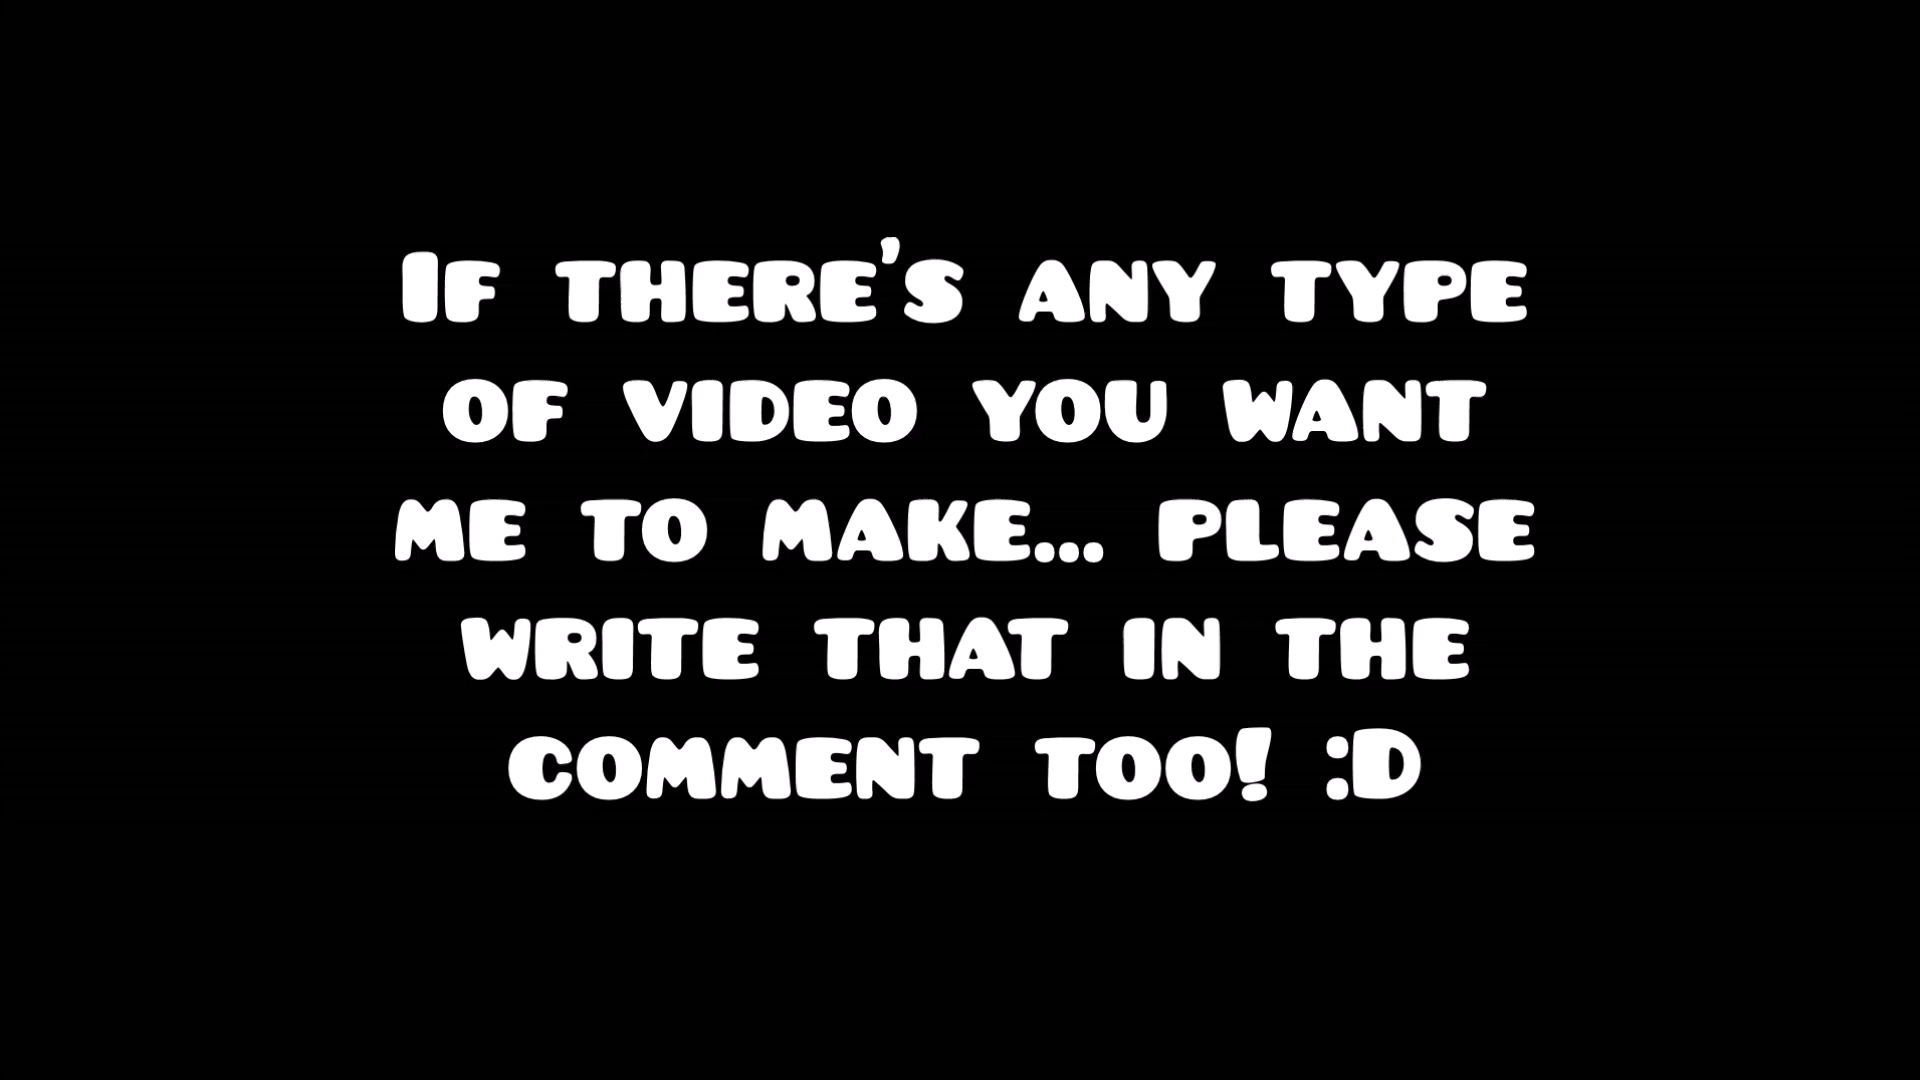 If there's any type
of video you want
me to make... please
write that in the
comment too! :D